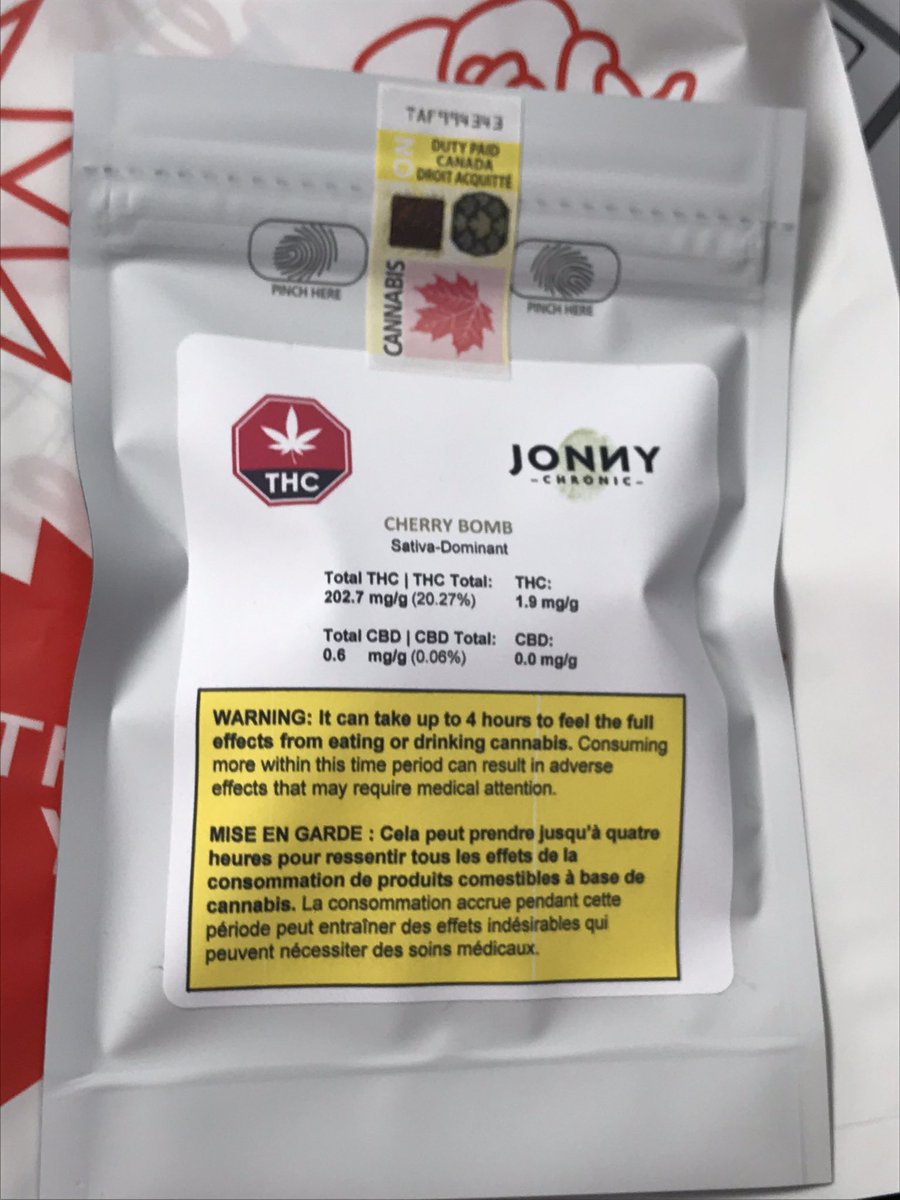 TAF994343
ON
DUTY PAID
CANADA
DROIT ACQUITTÉ
CANNABIS
PINCH HERE
PINCH HERE
THC
JONNY
-CHRONIC-
CHERRY BOMB
Sativa-Dominant
Total THC | THC Total: THC:
202.7 mg/g (20.27%) 1.9 mg/g
Total CBD | CBD Total: CBD:
0.6 mg/g (0.06%) 0.0 mg/g
WARNING: It can take up to 4 hours to feel the full
effects from eating or drinking cannabis. Consuming
more within this time period can result in adverse
effects that may require medical attention.
MISE EN GARDE : Cela peut prendre jusqu'à quatre
heures pour ressentir tous les effets de la
consommation de produits comestibles à base de
cannabis. La consommation accrue pendant cette
période peut entraîner des effets indésirables qui
peuvent nécessiter des soins médicaux.